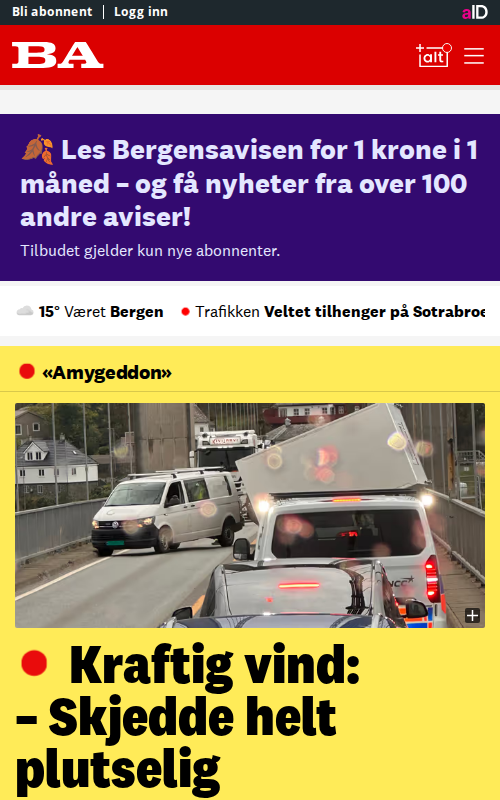 Bli abonnent
Logg inn
aID
BA
+alt
🍂 Les Bergensavisen for 1 krone i 1
måned – og få nyheter fra over 100
andre aviser!
Tilbudet gjelder kun nye abonnenter.
15° Været Bergen
Trafikken Veltet tilhenger på Sotrabroe
«Amygeddon»
NCC
Kraftig vind:
– Skjedde helt
plutselig